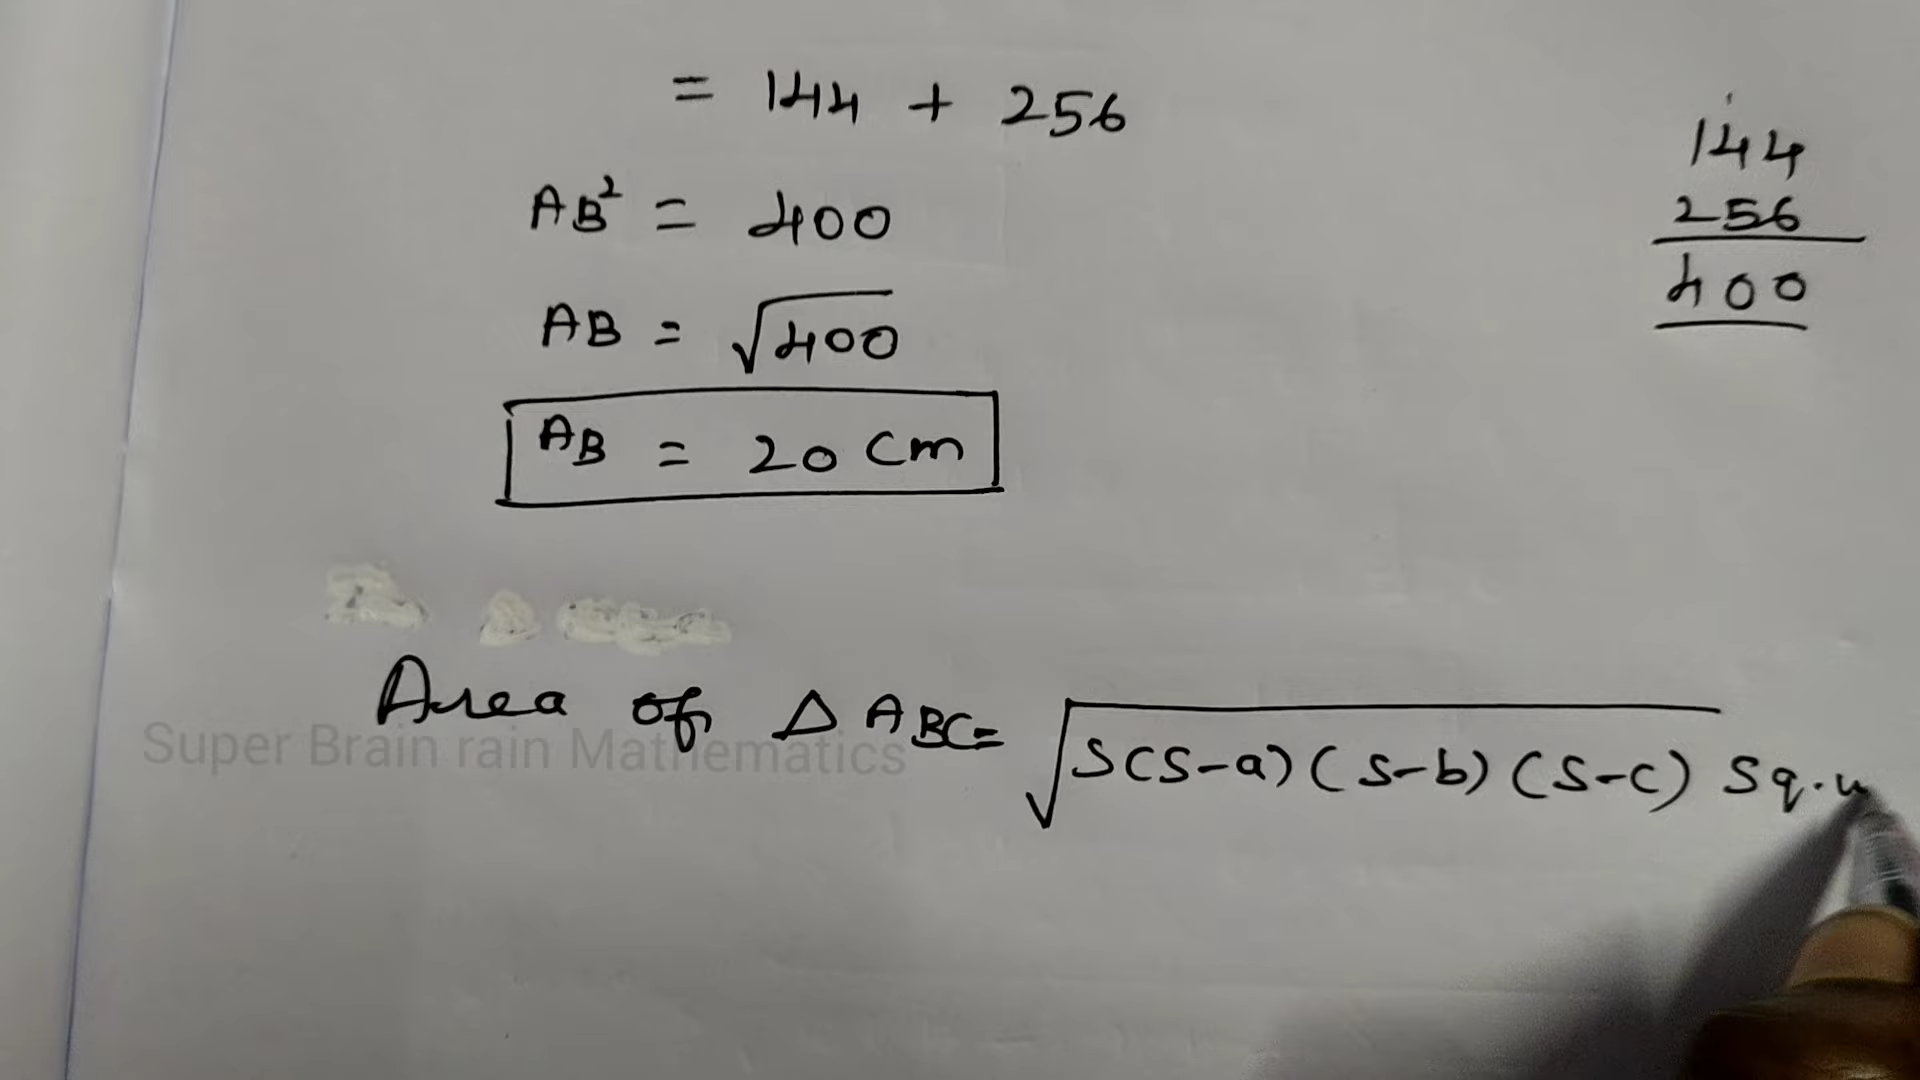 = 144 + 256
AB² = 400
AB = √400
AB = 20 cm
144
256
400
Area of Δ ABC = √S(S-a)(S-b)(S-c) Sq.u
Super Brain rain Mathematics